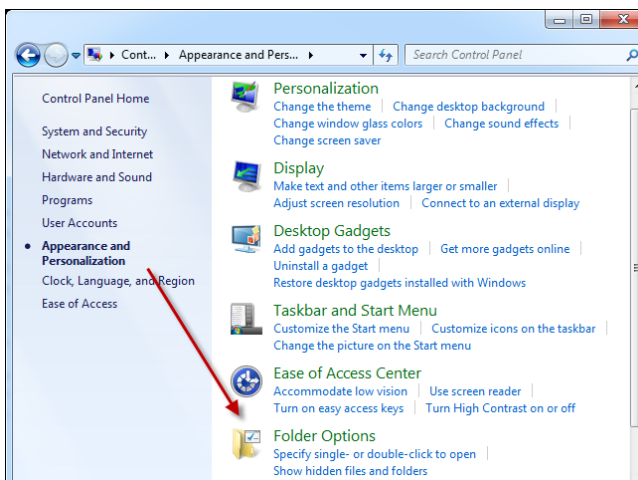 Cont... Appearance and Pers... Search Control Panel
Control Panel Home
System and Security
Network and Internet
Hardware and Sound
Programs
User Accounts
Appearance and
Personalization
Clock, Language, and Region
Ease of Access
Personalization
Change the theme Change desktop background
Change window glass colors Change sound effects
Change screen saver
Display
Make text and other items larger or smaller
Adjust screen resolution Connect to an external display
Desktop Gadgets
Add gadgets to the desktop Get more gadgets online
Uninstall a gadget
Restore desktop gadgets installed with Windows
Taskbar and Start Menu
Customize the Start menu Customize icons on the taskbar
Change the picture on the Start menu
Ease of Access Center
Accommodate low vision Use screen reader
Turn on easy access keys Turn High Contrast on or off
Folder Options
Specify single- or double-click to open
Show hidden files and folders